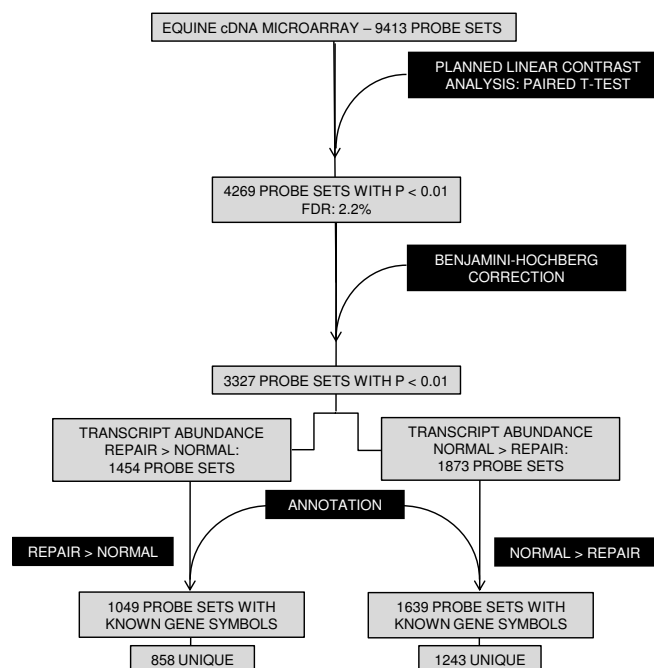 EQUINE cDNA MICROARRAY – 9413 PROBE SETS
PLANNED LINEAR CONTRAST
ANALYSIS: PAIRED T-TEST
4269 PROBE SETS WITH P < 0.01
FDR: 2.2%
BENJAMINI-HOCHBERG
CORRECTION
3327 PROBE SETS WITH P < 0.01
TRANSCRIPT ABUNDANCE
REPAIR > NORMAL:
1454 PROBE SETS
TRANSCRIPT ABUNDANCE
NORMAL > REPAIR:
1873 PROBE SETS
ANNOTATION
REPAIR > NORMAL
NORMAL > REPAIR
1049 PROBE SETS WITH
KNOWN GENE SYMBOLS
1639 PROBE SETS WITH
KNOWN GENE SYMBOLS
858 UNIQUE
1243 UNIQUE